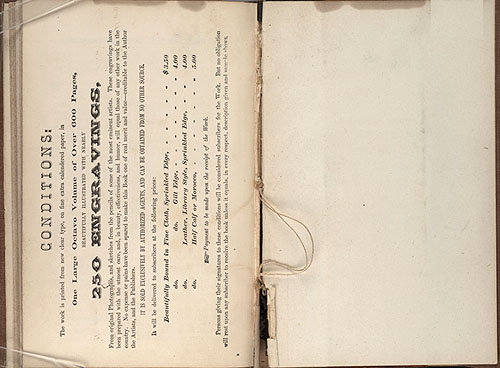 CONDITIONS:
The work is printed from new clear type, on fine extra calendered paper, in
One Large Octavo Volume of Over 600 Pages,
BEAUTIFULLY ILLUSTRATED WITH NEARLY
250 ENGRAVINGS,
From original Photographs, and sketches from the pencils of some of the most eminent artists. These engravings have
been prepared with the utmost care, and, in beauty, effectiveness, and humor, will equal those of any other work in the
country. No expense or pains have been spared to make this Book one of real merit and value—creditable to the Author
the Artists, and the Publishers.
IT IS SOLD EXCLUSIVELY BY AUTHORIZED AGENTS, AND CAN BE OBTAINED FROM NO OTHER SOURCE.
It will be delivered to subscribers at the following prices:
Beautifully Bound in Fine Cloth, Sprinkled Edge, - - - - - $3.50
do. do. Gilt Edge, - - - - - 4.00
do. Leather, Library Style, Sprinkled Edge, - - 4.00
do. Half Calf or Morocco, - - - - - 5.00
☞ Payment to be made upon the receipt of the Work.
Persons giving their signatures to these conditions will be considered subscribers for the Work. But no obligation
will rest upon any subscriber to receive the book unless it equals, in every respect, description given and sample shown.